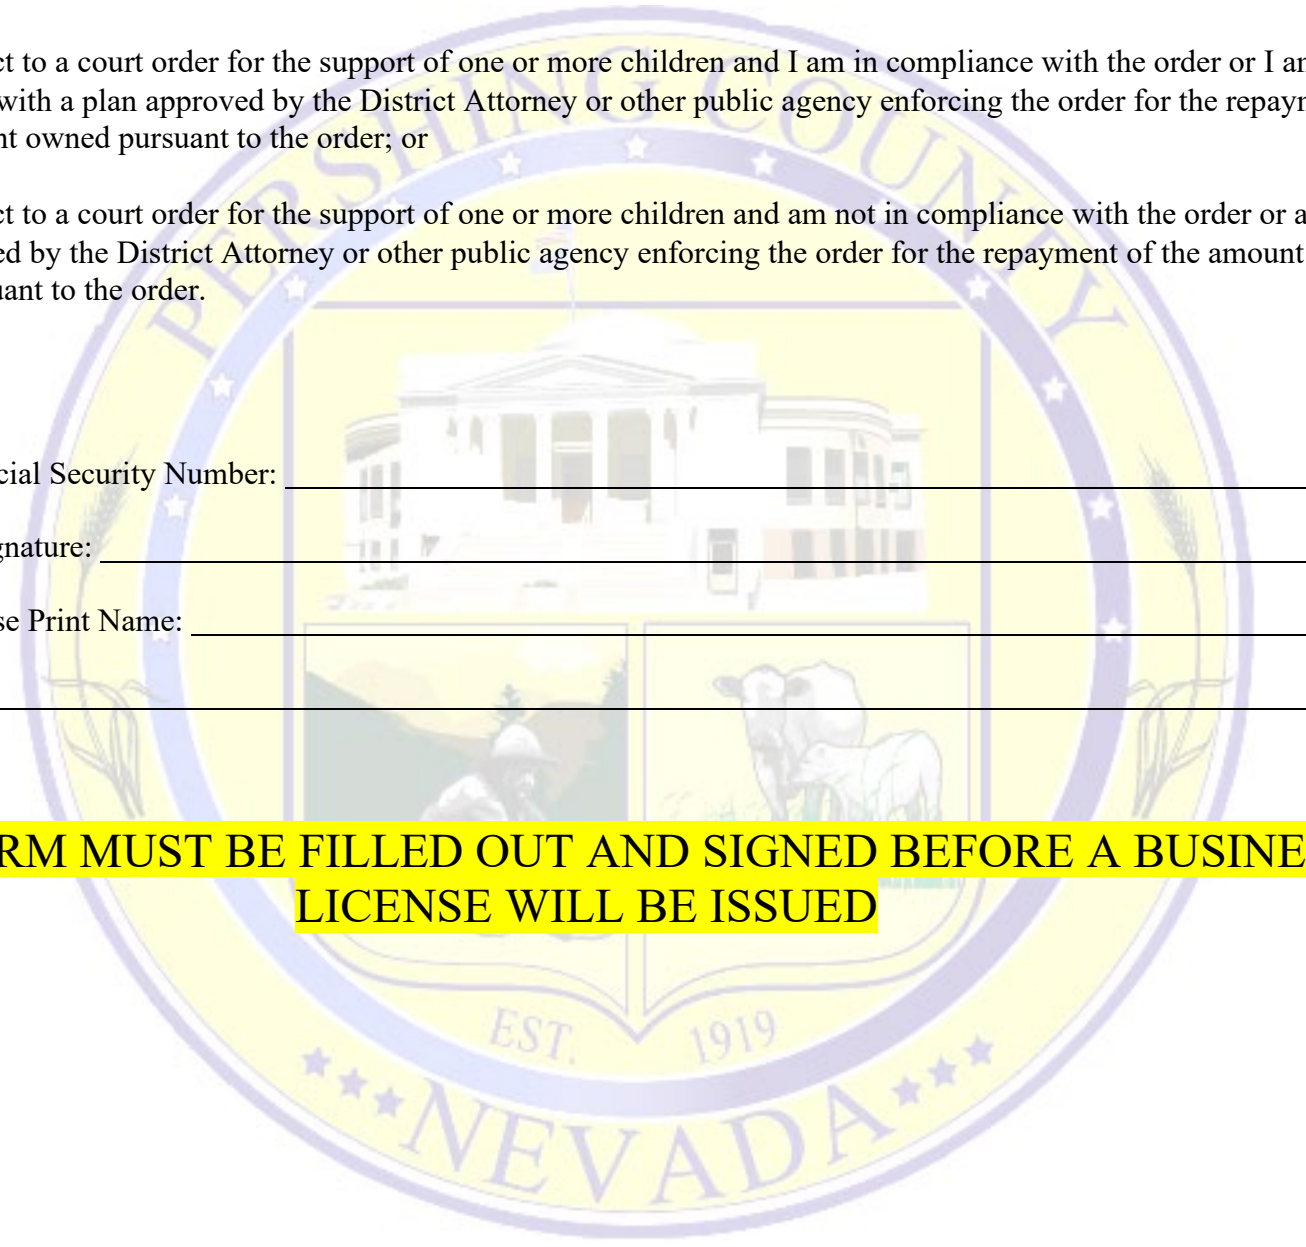 ct to a court order for the support of one or more children and I am in compliance with the order or I am
with a plan approved by the District Attorney or other public agency enforcing the order for the repaym
nt owned pursuant to the order; or
ct to a court order for the support of one or more children and am not in compliance with the order or a
ed by the District Attorney or other public agency enforcing the order for the repayment of the amount
uant to the order.
cial Security Number:
gnature:
se Print Name:
RM MUST BE FILLED OUT AND SIGNED BEFORE A BUSINE
LICENSE WILL BE ISSUED
PERSHING COUNTY
EST. 1919
NEVADA